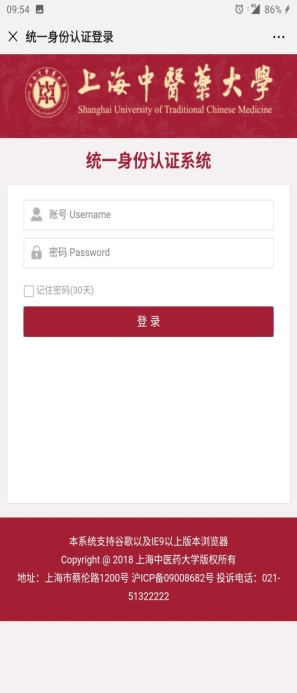 09:54
86%
统一身份认证登录
上海中醫藥大學
Shanghai University of Traditional Chinese Medicine
统一身份认证系统
账号 Username
密码 Password
记住密码(30天)
登 录
本系统支持谷歌以及IE9以上版本浏览器
Copyright @ 2018 上海中医药大学版权所有
地址：上海市蔡伦路1200号 沪ICP备09008682号 投诉电话：021-
51322222